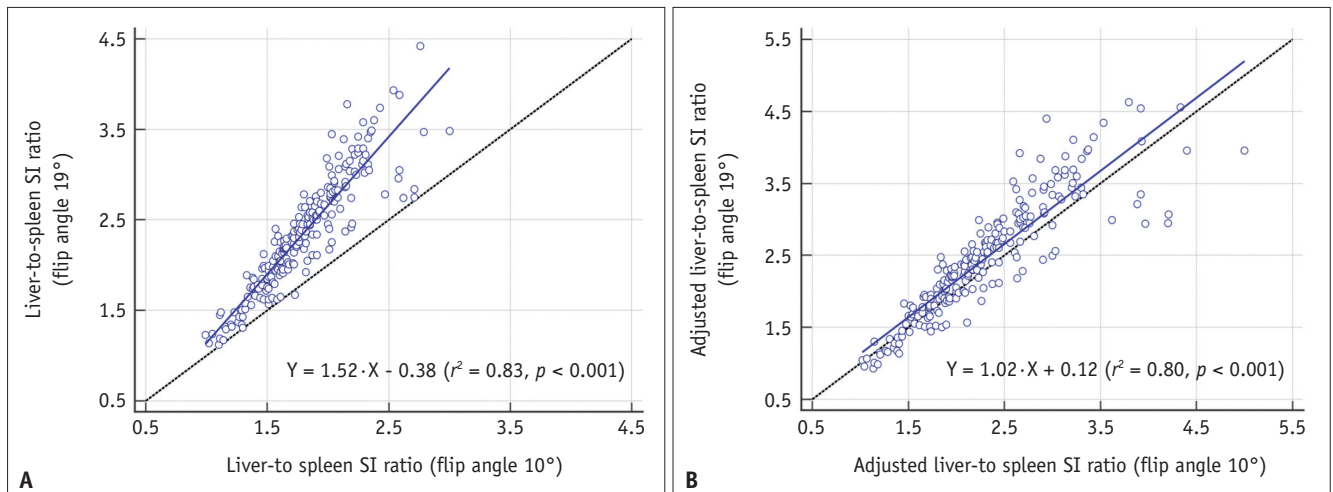 4.5
3.5
2.5
1.5
0.5
0.5 1.5 2.5 3.5 4.5
Liver-to-spleen SI ratio
(flip angle 19°)
Y = 1.52·X - 0.38 (r² = 0.83, p < 0.001)
Liver-to spleen SI ratio (flip angle 10°)
A
5.5
4.5
3.5
2.5
1.5
0.5
0.5 1.5 2.5 3.5 4.5 5.5
Adjusted liver-to-spleen SI ratio
(flip angle 19°)
Y = 1.02·X + 0.12 (r² = 0.80, p < 0.001)
Adjusted liver-to spleen SI ratio (flip angle 10°)
B